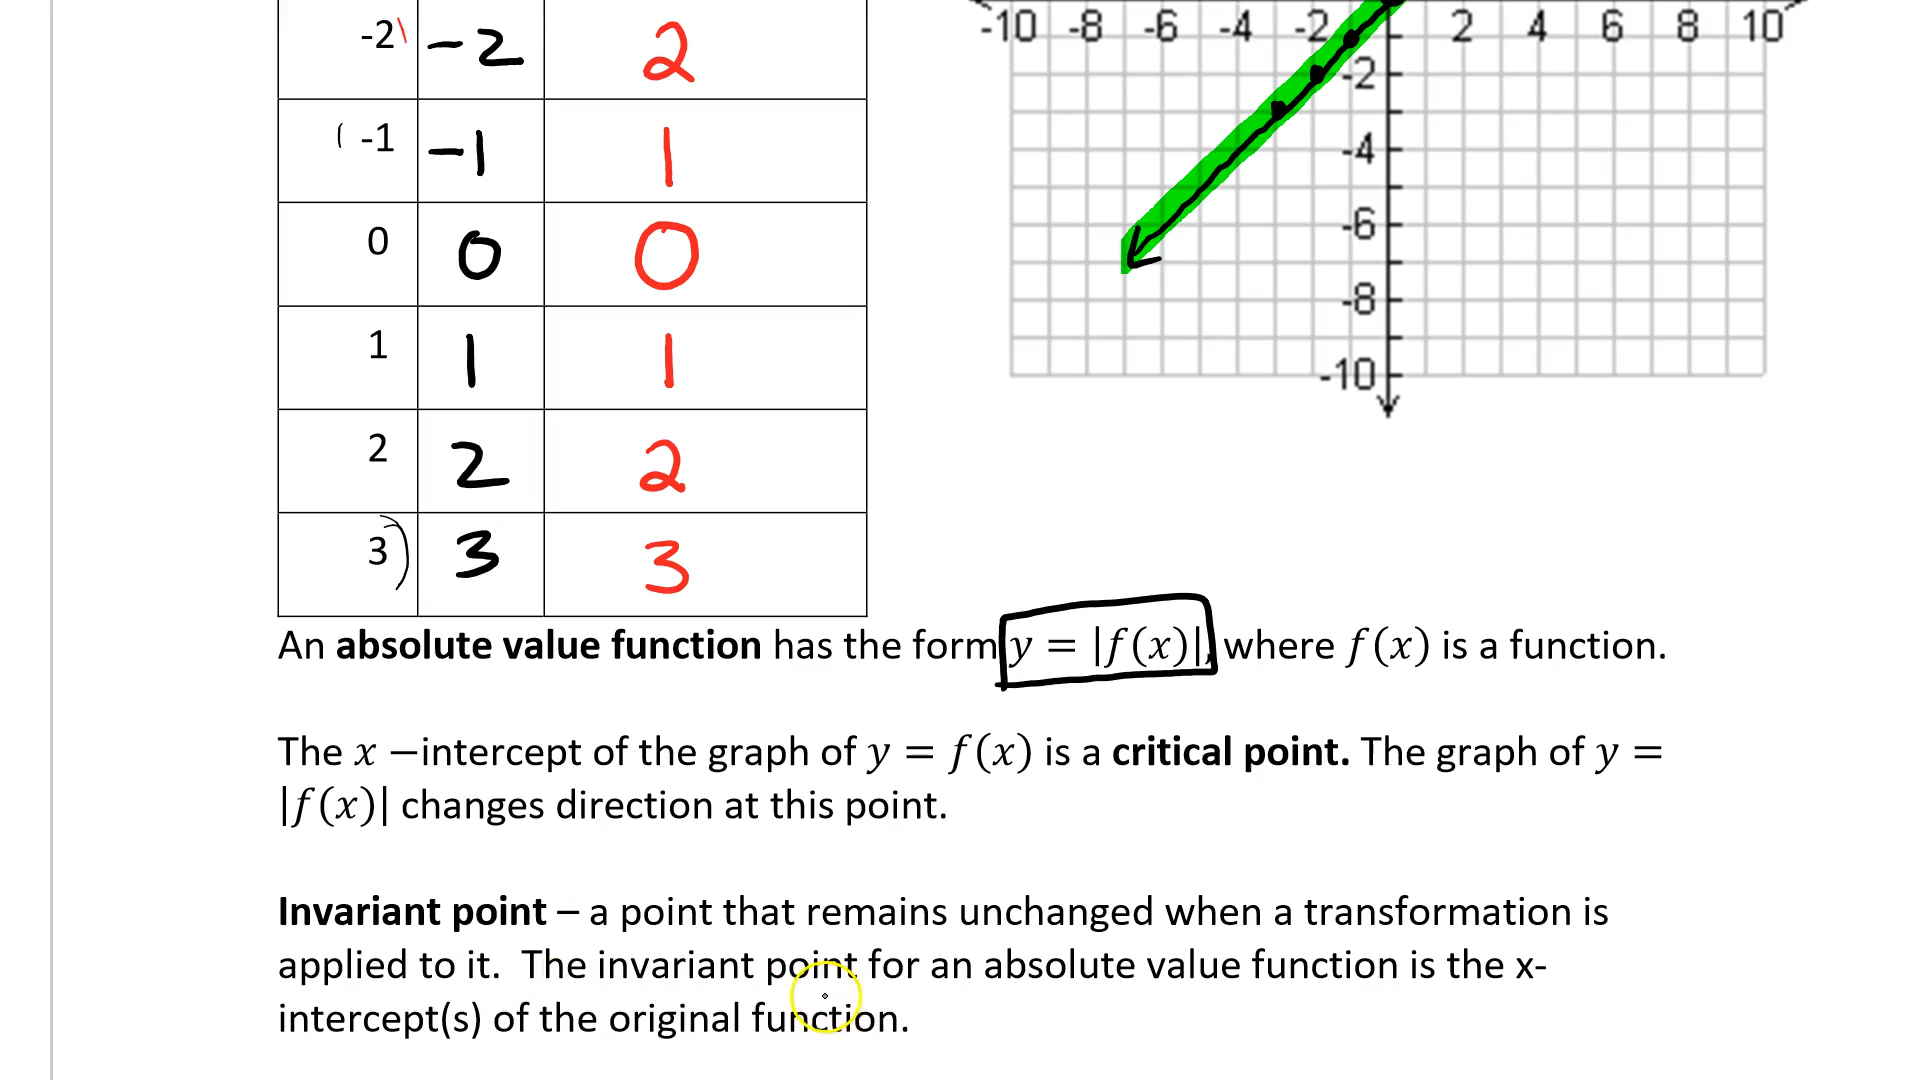 -2 -2 2
-10 -8 -6 -4 -2 2 4 6 8 10
-2
-1 -1 1
-4
0 0 0
-6
-8
1 1 1
-10
2 2 2
3) 3 3
An absolute value function has the form y = |f(x)|, where f(x) is a function.
The x −intercept of the graph of y = f(x) is a critical point. The graph of y =
|f(x)| changes direction at this point.
Invariant point – a point that remains unchanged when a transformation is
applied to it. The invariant point for an absolute value function is the x-
intercept(s) of the original function.